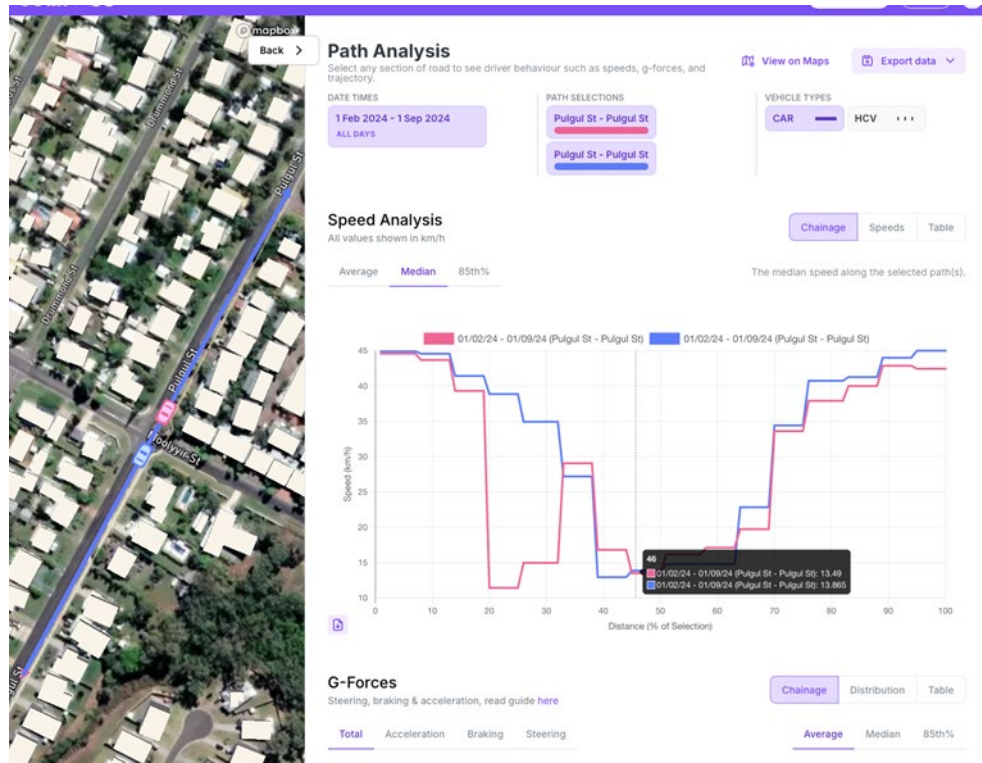 mapbox
Back >
Drummond St
Pulgul St
Drummond St
Pulgul St
Path Analysis
Select any section of road to see driver behaviour such as speeds, g-forces, and
trajectory.
View on Maps
Export data
DATE TIMES
1 Feb 2024 - 1 Sep 2024
ALL DAYS
PATH SELECTIONS
Pulgul St - Pulgul St
Pulgul St - Pulgul St
VEHICLE TYPES
CAR
HCV
Speed Analysis
All values shown in km/h
Chainage Speeds Table
Average Median 85th%
The median speed along the selected path(s).
01/02/24 - 01/09/24 (Pulgul St - Pulgul St) 01/02/24 - 01/09/24 (Pulgul St - Pulgul St)
45
40
35
30
25
20
15
10
Speed (km/h)
46
01/02/24 - 01/09/24 (Pulgul St - Pulgul St): 13.49
01/02/24 - 01/09/24 (Pulgul St - Pulgul St): 13.865
0 10 20 30 40 50 60 70 80 90 100
Distance (% of Selection)
G-Forces
Steering, braking & acceleration, read guide here
Chainage Distribution Table
Total Acceleration Braking Steering
Average Median 85th%